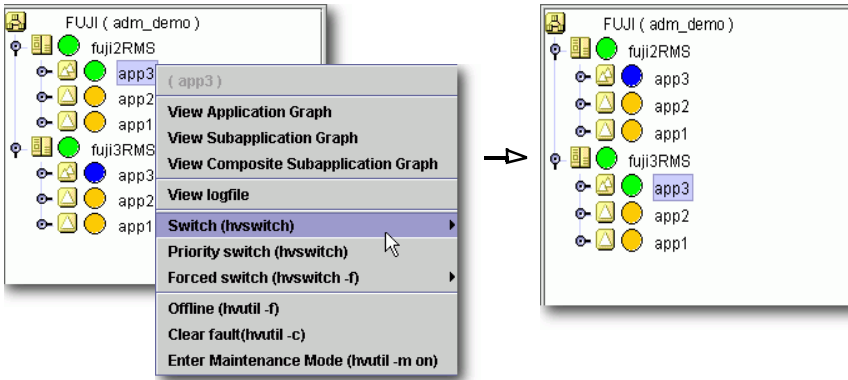 FUJI ( adm_demo )
fuji2RMS
app3
app2
app1
fuji3RMS
app3
app2
app1
( app3 )
View Application Graph
View Subapplication Graph
View Composite Subapplication Graph
View logfile
Switch (hvswitch)
Priority switch (hvswitch)
Forced switch (hvswitch -f)
Offline (hvutil -f)
Clear fault(hvutil -c)
Enter Maintenance Mode (hvutil -m on)
FUJI ( adm_demo )
fuji2RMS
app3
app2
app1
fuji3RMS
app3
app2
app1